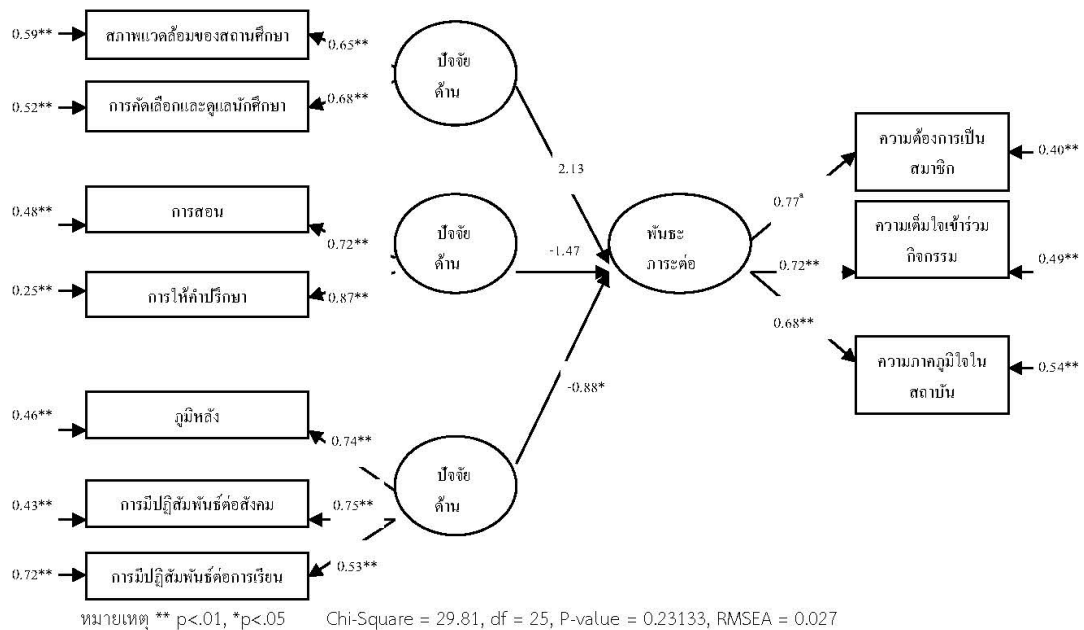 0.59**
สภาพแวดล้อมของสถานศึกษา
0.65**
0.52**
การคัดเลือกและดูแลนักศึกษา
0.68**
ปัจจัย
ด้าน
2.13
0.48**
การสอน
0.72**
0.25**
การให้คำปรึกษา
0.87**
ปัจจัย
ด้าน
-1.47
0.46**
ภูมิหลัง
0.74**
0.43**
การมีปฏิสัมพันธ์ต่อสังคม
0.75**
0.72**
การมีปฏิสัมพันธ์ต่อการเรียน
0.53**
ปัจจัย
ด้าน
-0.88*
พันธะ
ภาระต่อ
0.77*
ความต้องการเป็น
สมาชิก
0.40**
0.72**
ความเต็มใจเข้าร่วม
กิจกรรม
0.49**
0.68**
ความภาคภูมิใจใน
สถาบัน
0.54**
หมายเหตุ ** p<.01, *p<.05 Chi-Square = 29.81, df = 25, P-value = 0.23133, RMSEA = 0.027